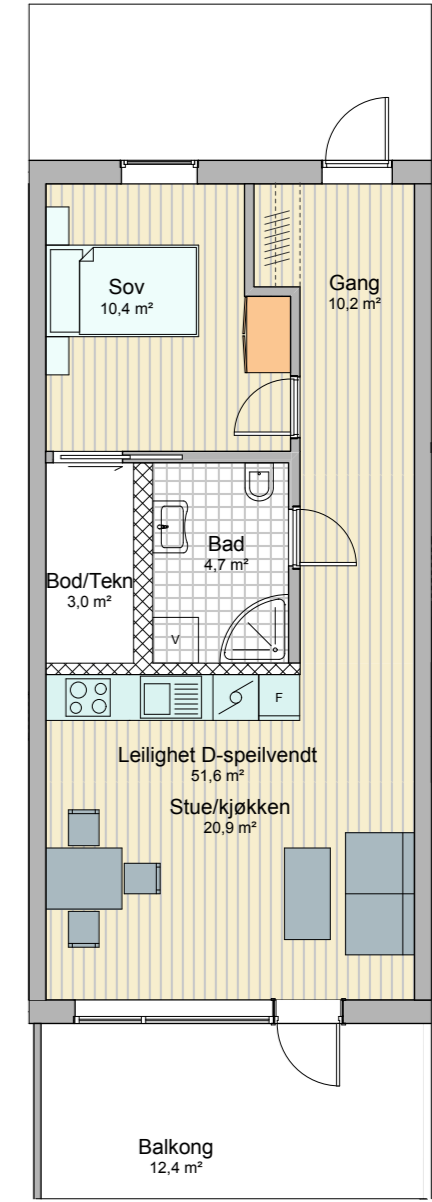 Sov
10,4 m²
Gang
10,2 m²
Bad
4,7 m²
Bod/Tekn
3,0 m²
V
F
Leilighet D-speilvendt
51,6 m²
Stue/kjøkken
20,9 m²
Balkong
12,4 m²